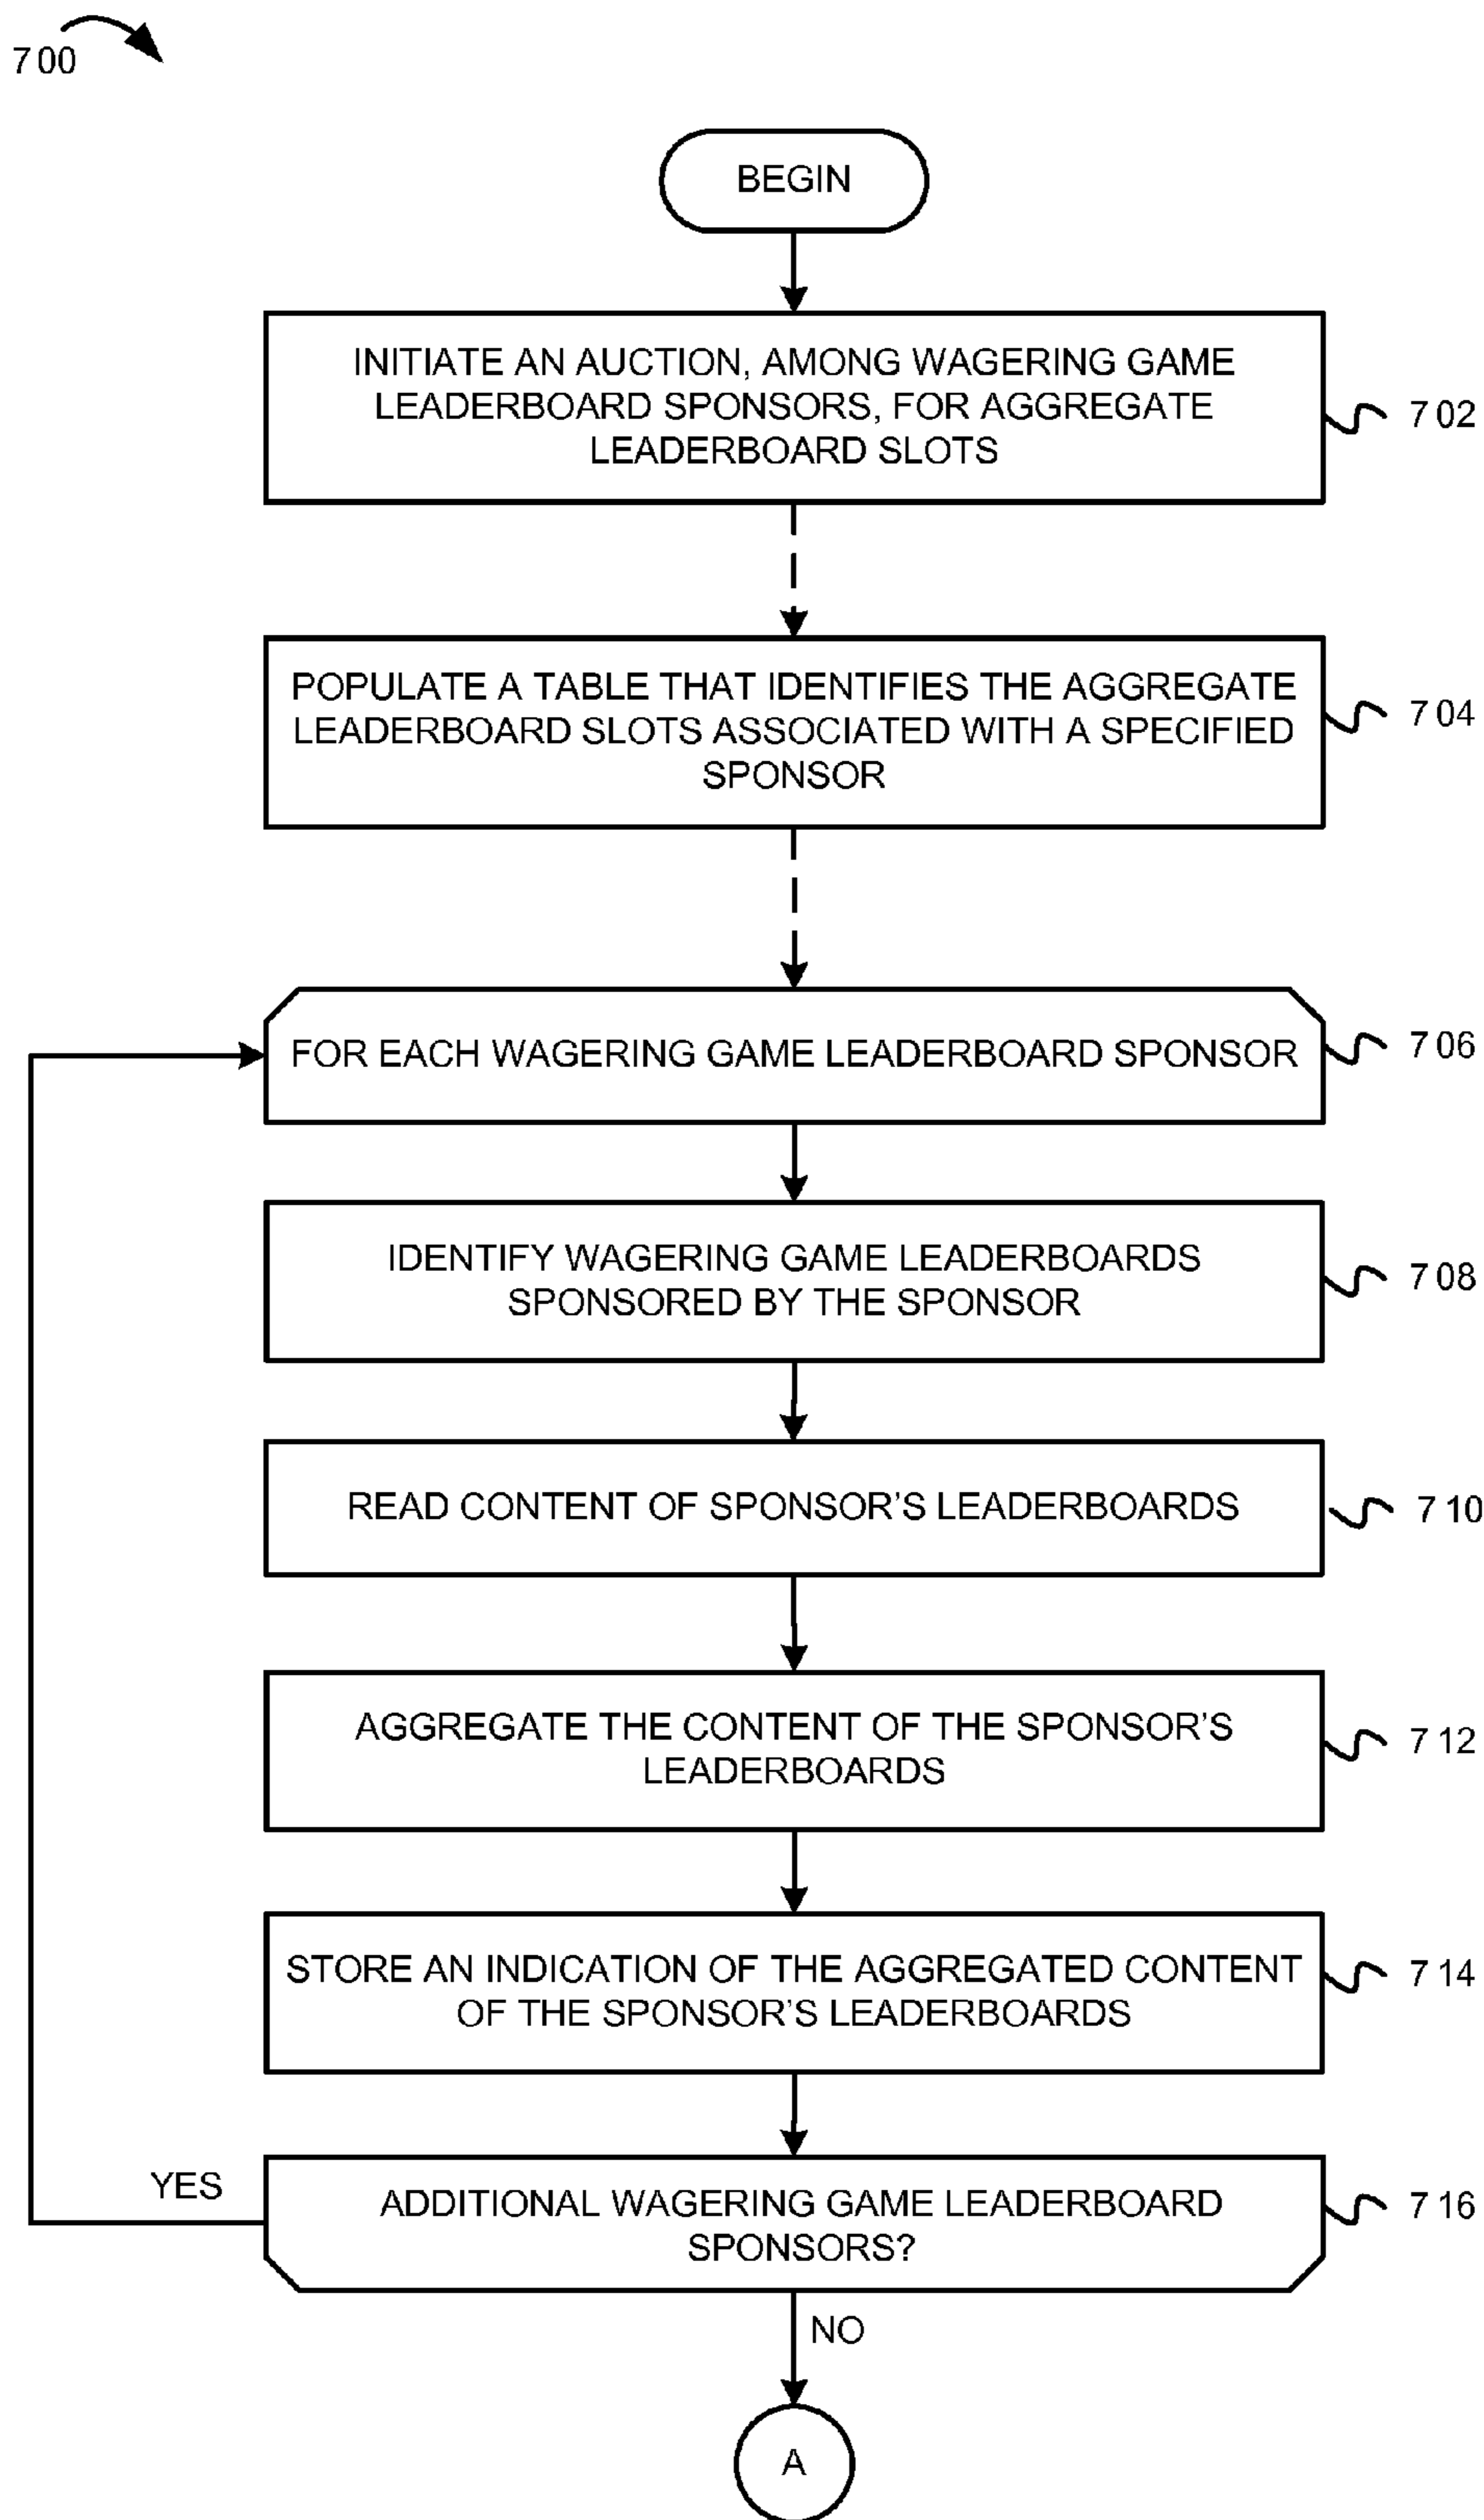 700
BEGIN
INITIATE AN AUCTION, AMONG WAGERING GAME
LEADERBOARD SPONSORS, FOR AGGREGATE
LEADERBOARD SLOTS
702
POPULATE A TABLE THAT IDENTIFIES THE AGGREGATE
LEADERBOARD SLOTS ASSOCIATED WITH A SPECIFIED
SPONSOR
704
FOR EACH WAGERING GAME LEADERBOARD SPONSOR
706
IDENTIFY WAGERING GAME LEADERBOARDS
SPONSORED BY THE SPONSOR
708
READ CONTENT OF SPONSOR’S LEADERBOARDS
710
AGGREGATE THE CONTENT OF THE SPONSOR’S
LEADERBOARDS
712
STORE AN INDICATION OF THE AGGREGATED CONTENT
OF THE SPONSOR’S LEADERBOARDS
714
YES
ADDITIONAL WAGERING GAME LEADERBOARD
SPONSORS?
716
NO
A